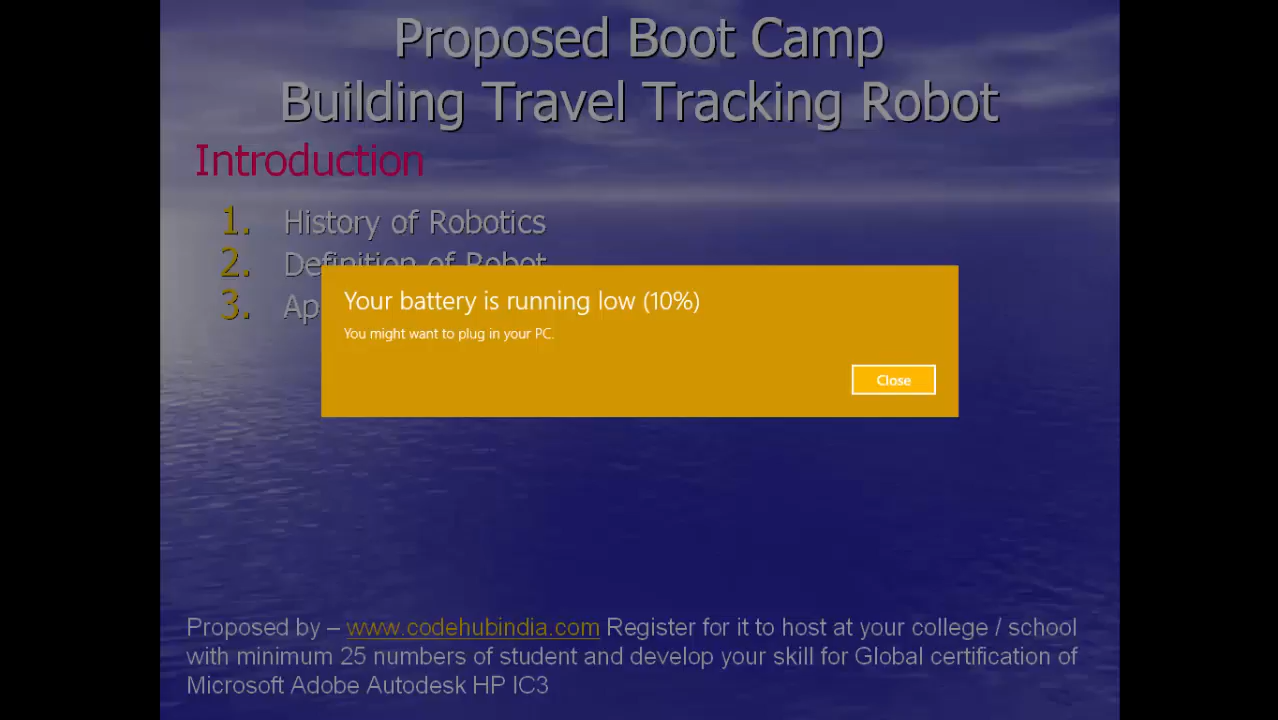 Proposed Boot Camp
Building Travel Tracking Robot
Introduction
1. History of Robotics
2. Definition of Robot
3.
Your battery is running low (10%)
You might want to plug in your PC.
Close
Proposed by – www.codehubindia.com Register for it to host at your college / school
with minimum 25 numbers of student and develop your skill for Global certification of
Microsoft Adobe Autodesk HP IC3